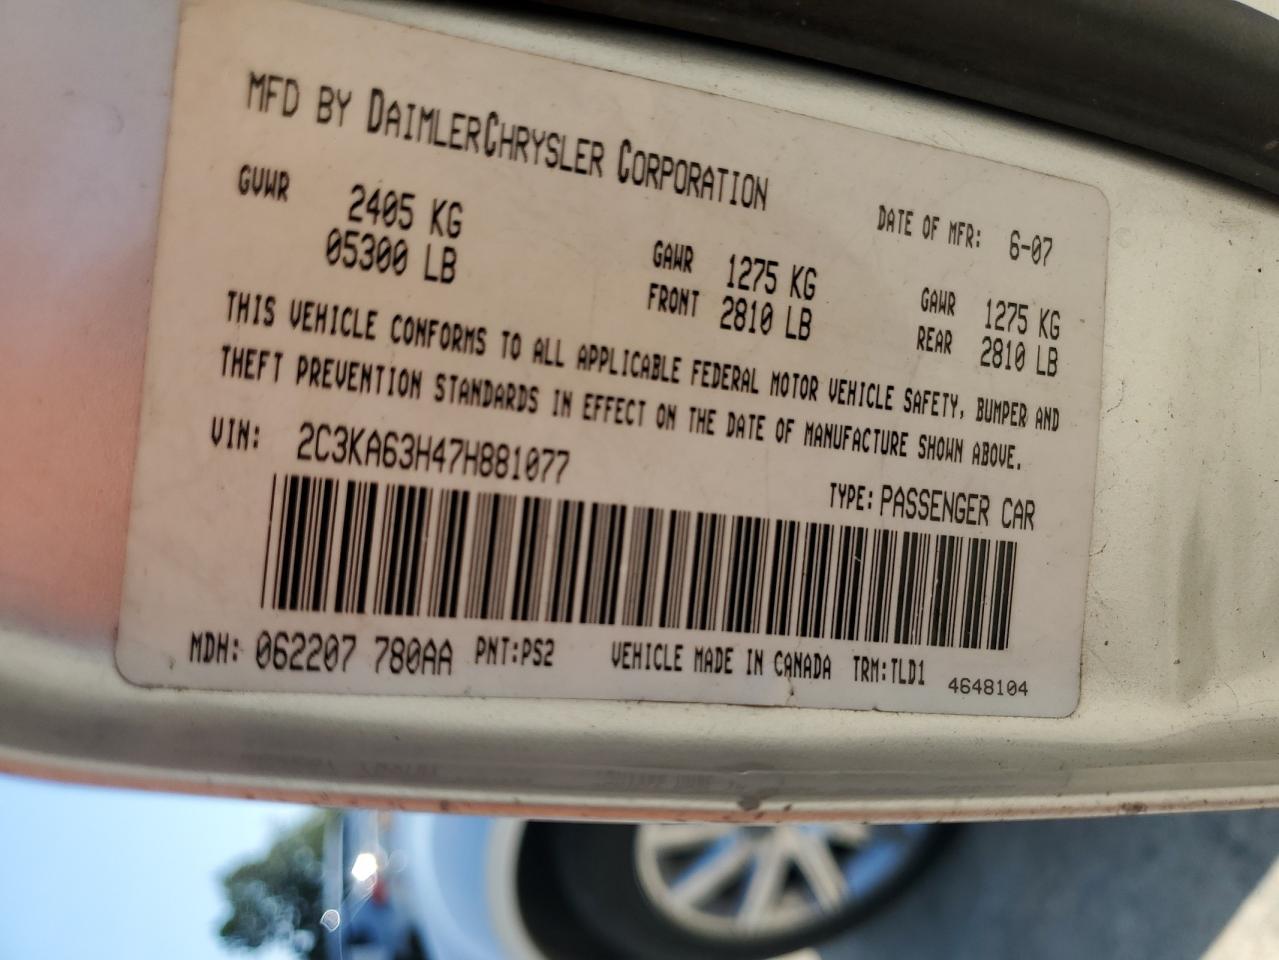 MFD BY DAIMLERCHRYSLER CORPORATION
DATE OF MFR: 6-07
GVWR 2405 KG
05300 LB
GAWR FRONT 1275 KG
2810 LB
GAWR REAR 1275 KG
2810 LB
THIS VEHICLE CONFORMS TO ALL APPLICABLE FEDERAL MOTOR VEHICLE SAFETY, BUMPER AND
THEFT PREVENTION STANDARDS IN EFFECT ON THE DATE OF MANUFACTURE SHOWN ABOVE.
VIN: 2C3KA63H47H881077
TYPE: PASSENGER CAR
MDH: 062207 780AA PNT:PS2 VEHICLE MADE IN CANADA TRM:TLD1 4648104